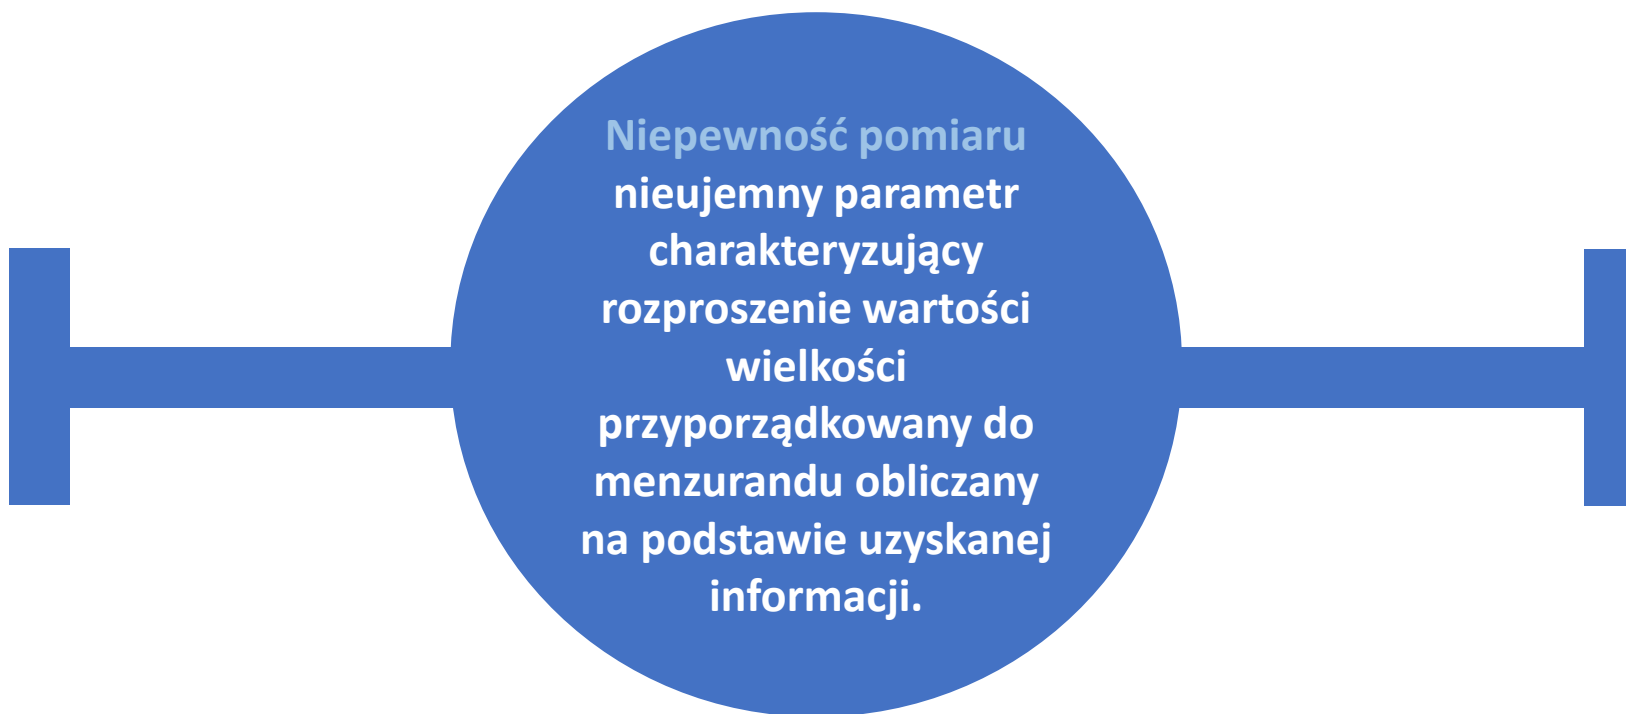 Niepewność pomiaru
nieujemny parametr
charakteryzujący
rozproszenie wartości
wielkości
przyporządkowany do
menzurandu obliczany
na podstawie uzyskanej
informacji.